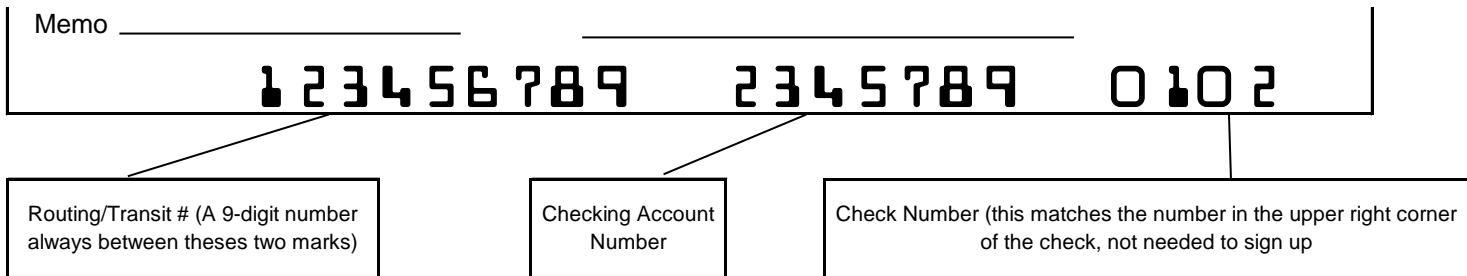 Memo
123456789 2345789 0102
Routing/Transit # (A 9-digit number
always between theses two marks)
Checking Account
Number
Check Number (this matches the number in the upper right corner
of the check, not needed to sign up